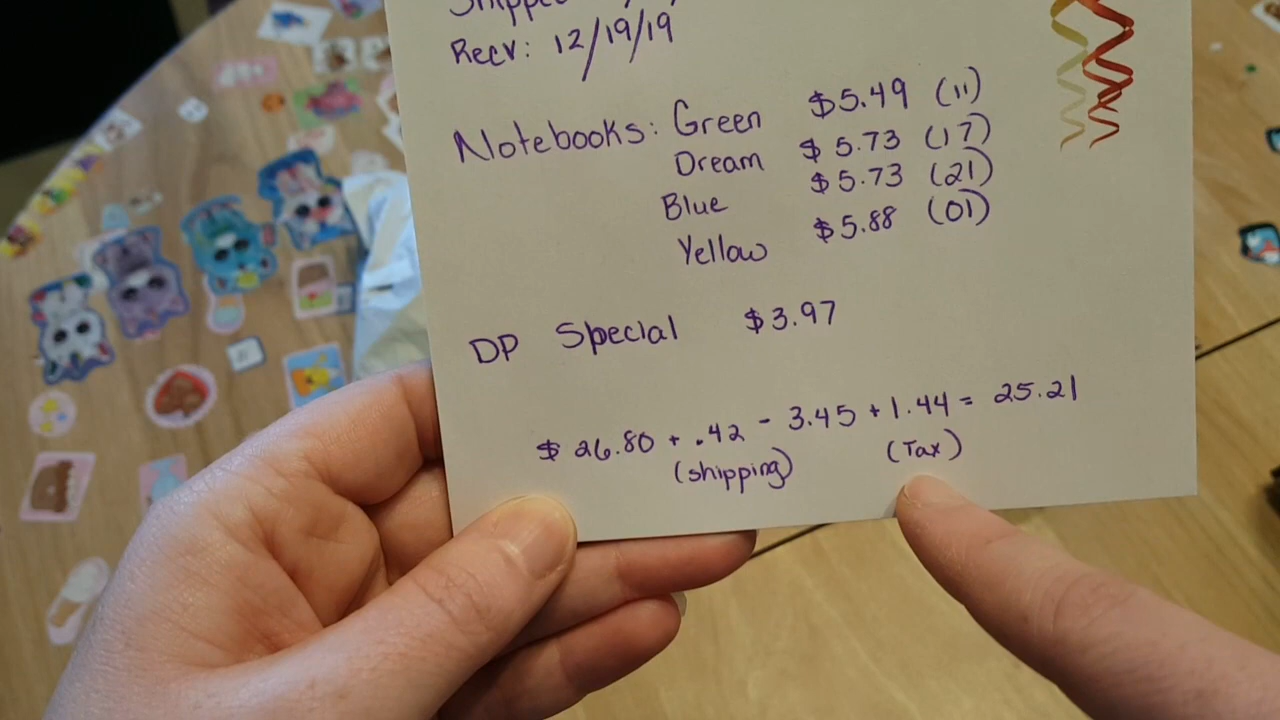 Shipped
Recv: 12/19/19
Notebooks: Green $5.49 (11)
Dream $5.73 (17)
Blue $5.73 (21)
Yellow $5.88 (01)
DP Special $3.97
$26.80 + .42 - 3.45 + 1.44 = 25.21
(shipping) (Tax)